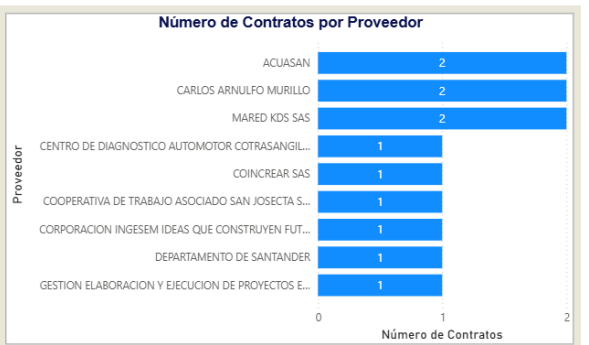 Número de Contratos por Proveedor
Proveedor
ACUASAN 2
CARLOS ARNULFO MURILLO 2
MARED KDS SAS 2
CENTRO DE DIAGNOSTICO AUTOMOTOR COTRASANGIL... 1
COINCREAR SAS 1
COOPERATIVA DE TRABAJO ASOCIADO SAN JOSECTA S... 1
CORPORACION INGESEM IDEAS QUE CONSTRUYEN FUT... 1
DEPARTAMENTO DE SANTANDER 1
GESTION ELABORACION Y EJECUCION DE PROYECTOS E... 1
0 1 2
Número de Contratos